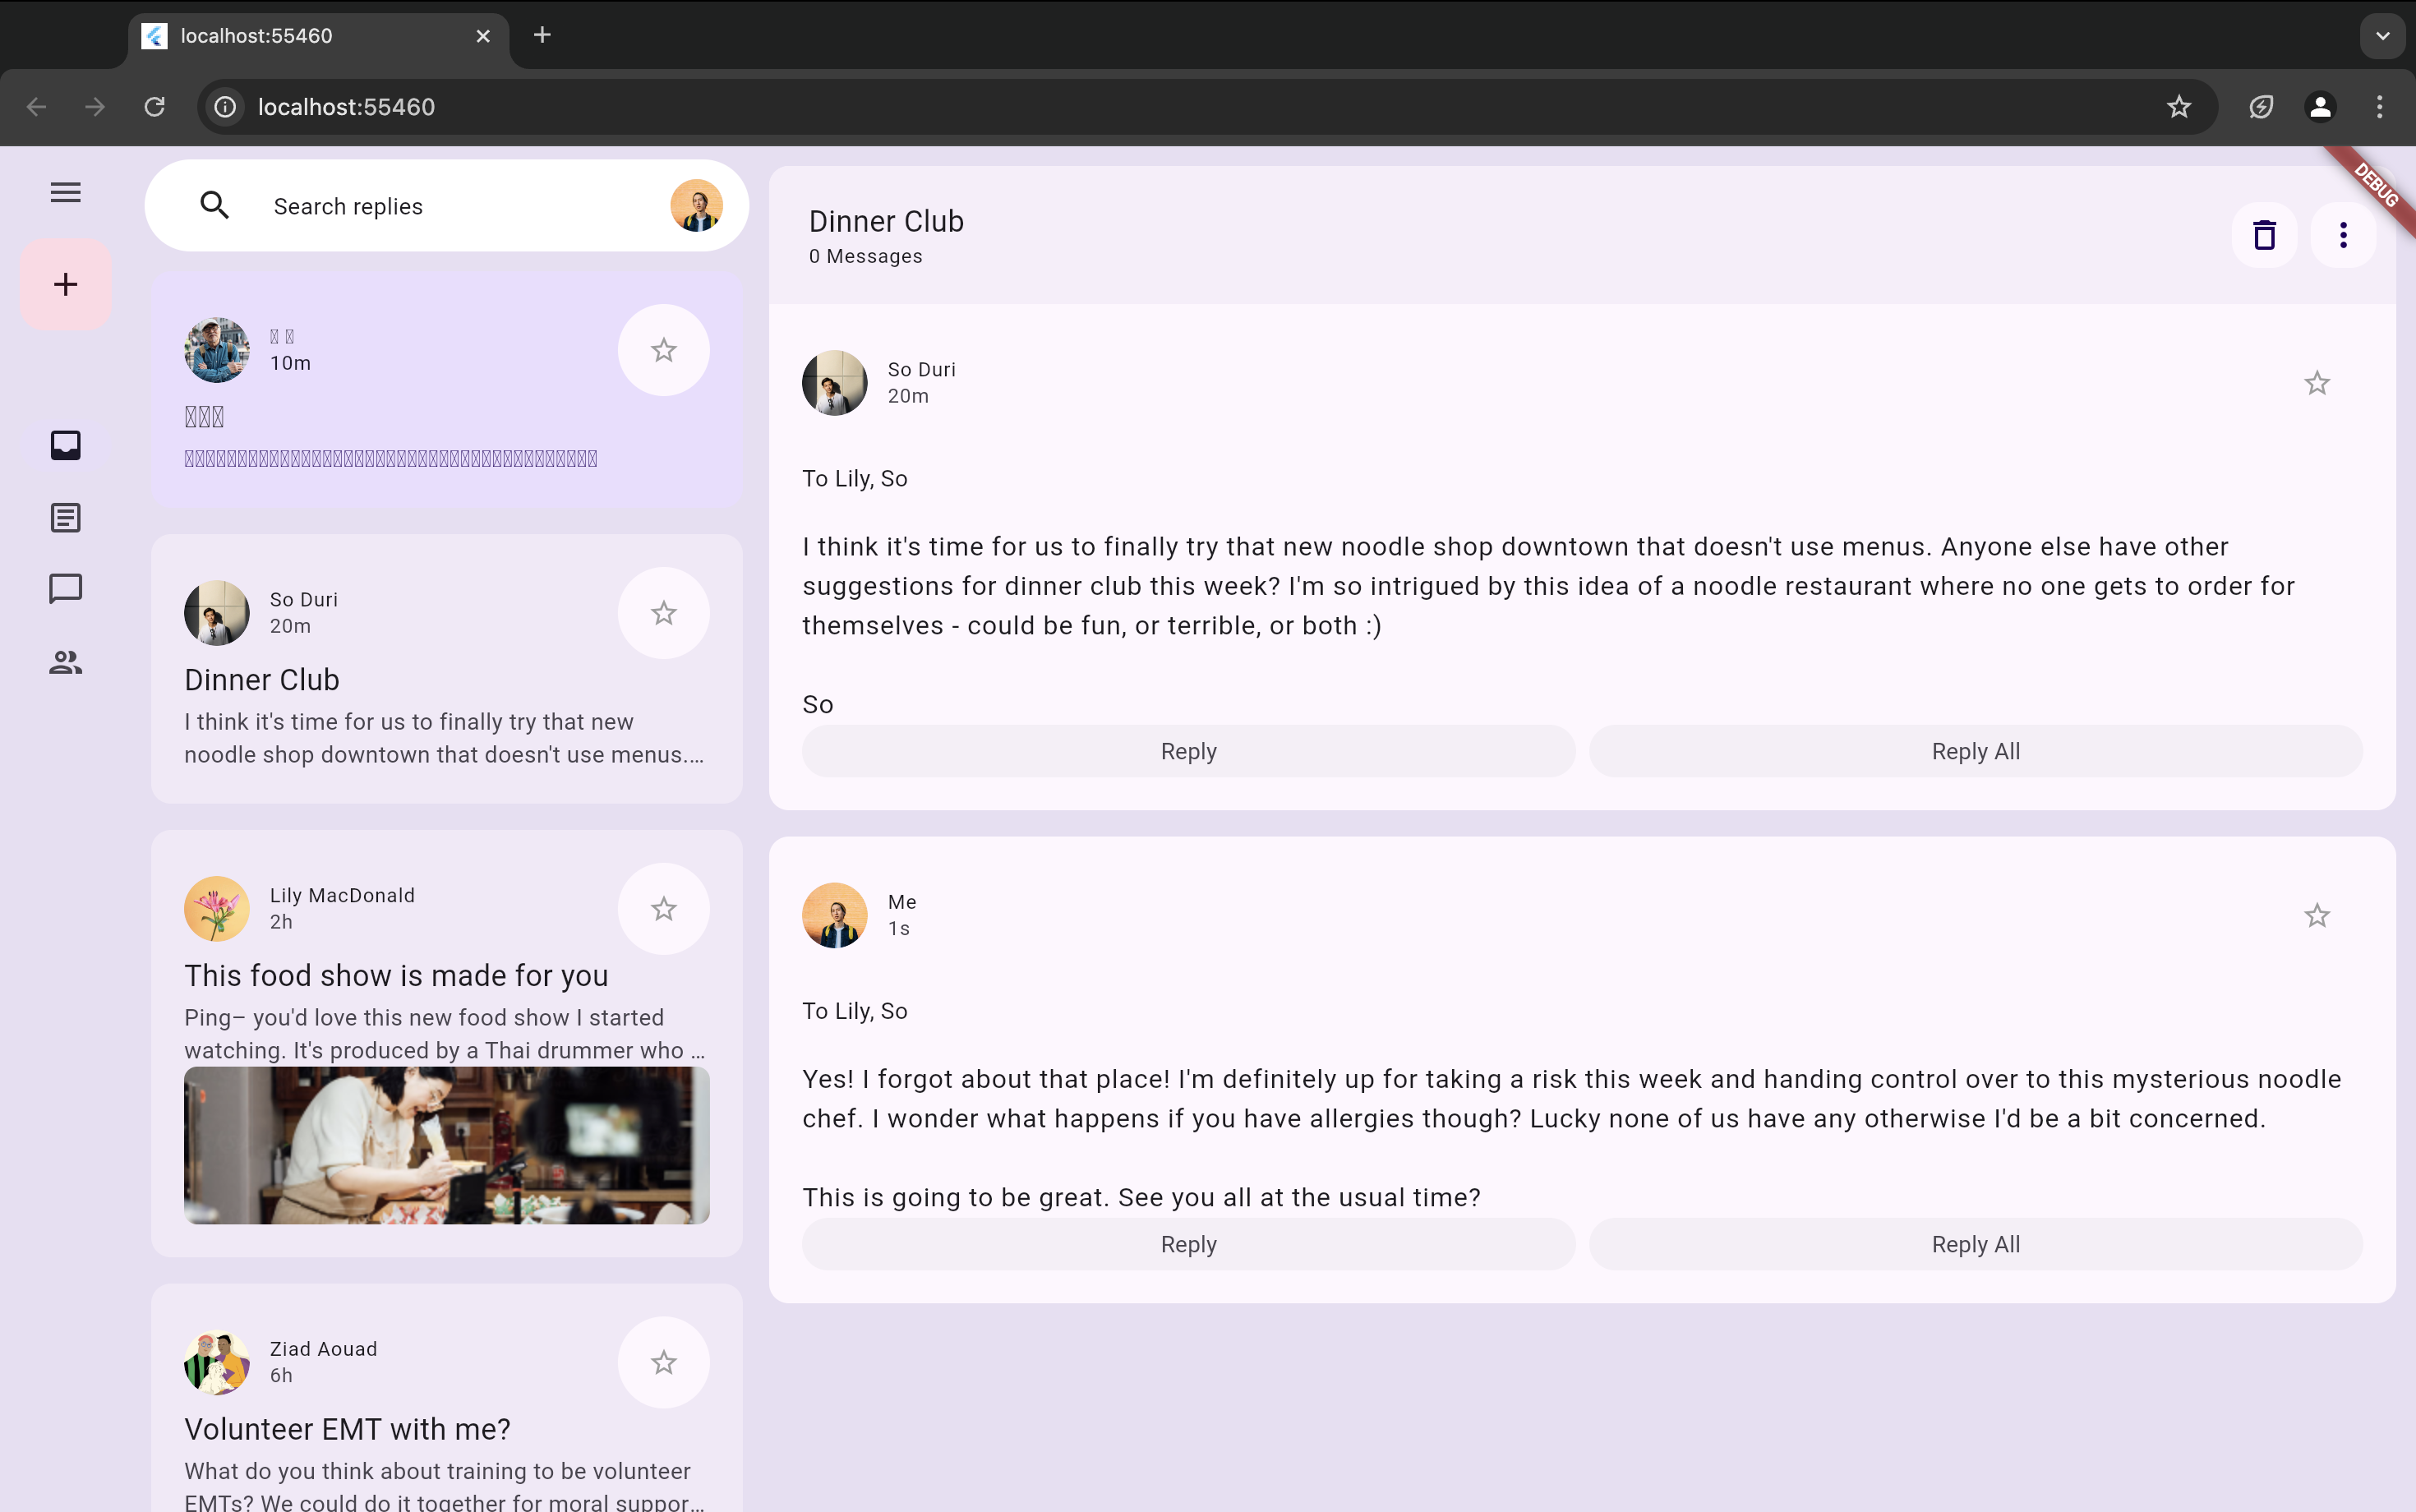 localhost:55460
localhost:55460
Search replies
10m
So Duri
20m
Dinner Club
I think it's time for us to finally try that new
noodle shop downtown that doesn't use menus.…
Lily MacDonald
2h
This food show is made for you
Ping– you'd love this new food show I started
watching. It's produced by a Thai drummer who …
Ziad Aouad
6h
Volunteer EMT with me?
What do you think about training to be volunteer
EMTs? We could do it together for moral suppor…
DEBUG
Dinner Club
0 Messages
So Duri
20m
To Lily, So
I think it's time for us to finally try that new noodle shop downtown that doesn't use menus. Anyone else have other
suggestions for dinner club this week? I'm so intrigued by this idea of a noodle restaurant where no one gets to order for
themselves - could be fun, or terrible, or both :)
So
Reply
Reply All
Me
1s
To Lily, So
Yes! I forgot about that place! I'm definitely up for taking a risk this week and handing control over to this mysterious noodle
chef. I wonder what happens if you have allergies though? Lucky none of us have any otherwise I'd be a bit concerned.
This is going to be great. See you all at the usual time?
Reply
Reply All